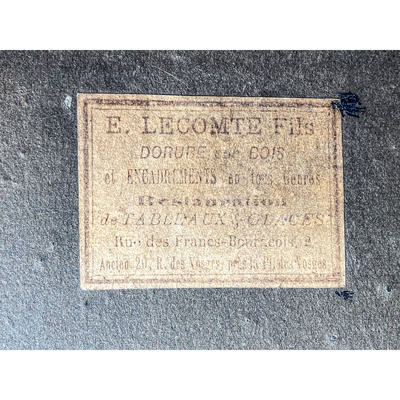 E. LECOMTE Fils
DORURE sur BOIS
et ENCADREMENTS en tous Genres
Restauration
de TABLEAUX & GLACES
Rue des Francs-Bourgeois, 2
Ancien 20, R. des Vosges, près la Pl. des Vosges